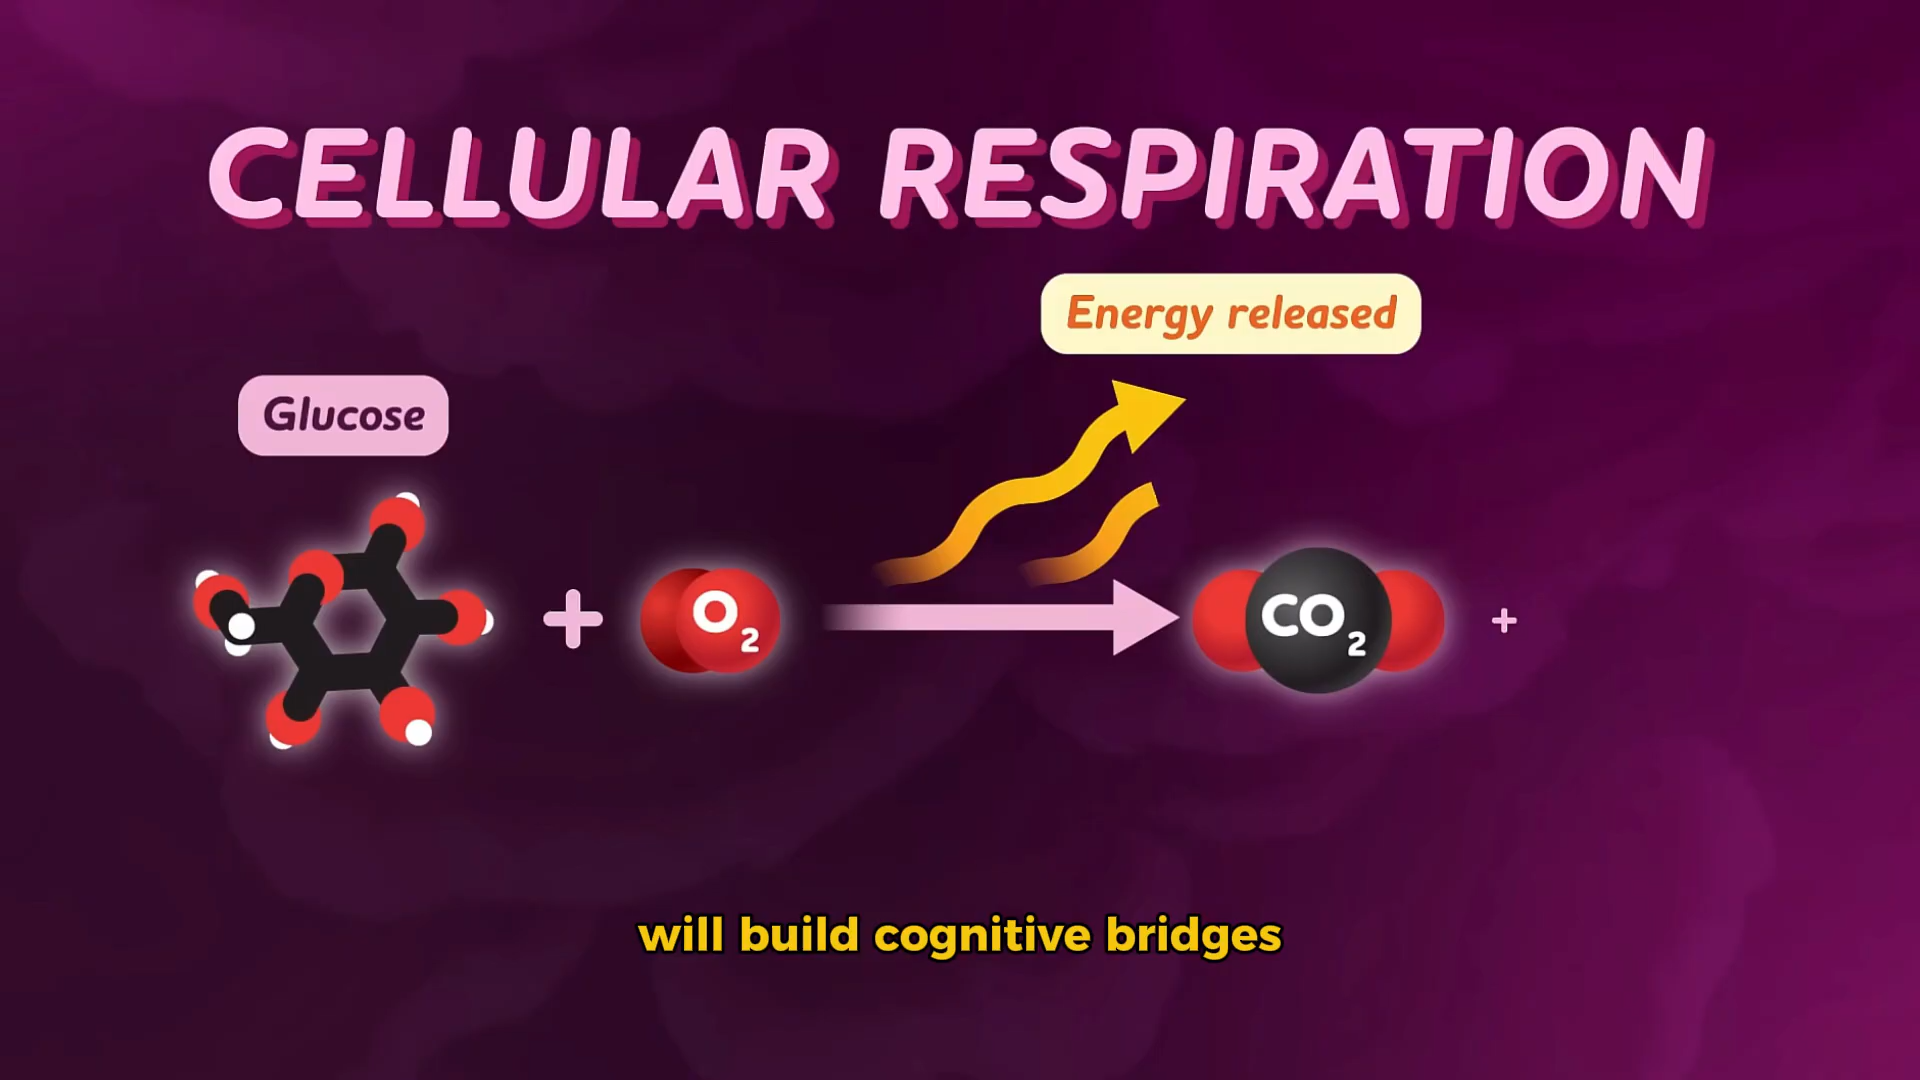 CELLULAR RESPIRATION
Energy released
Glucose
+ O₂ CO₂ +
will build cognitive bridges